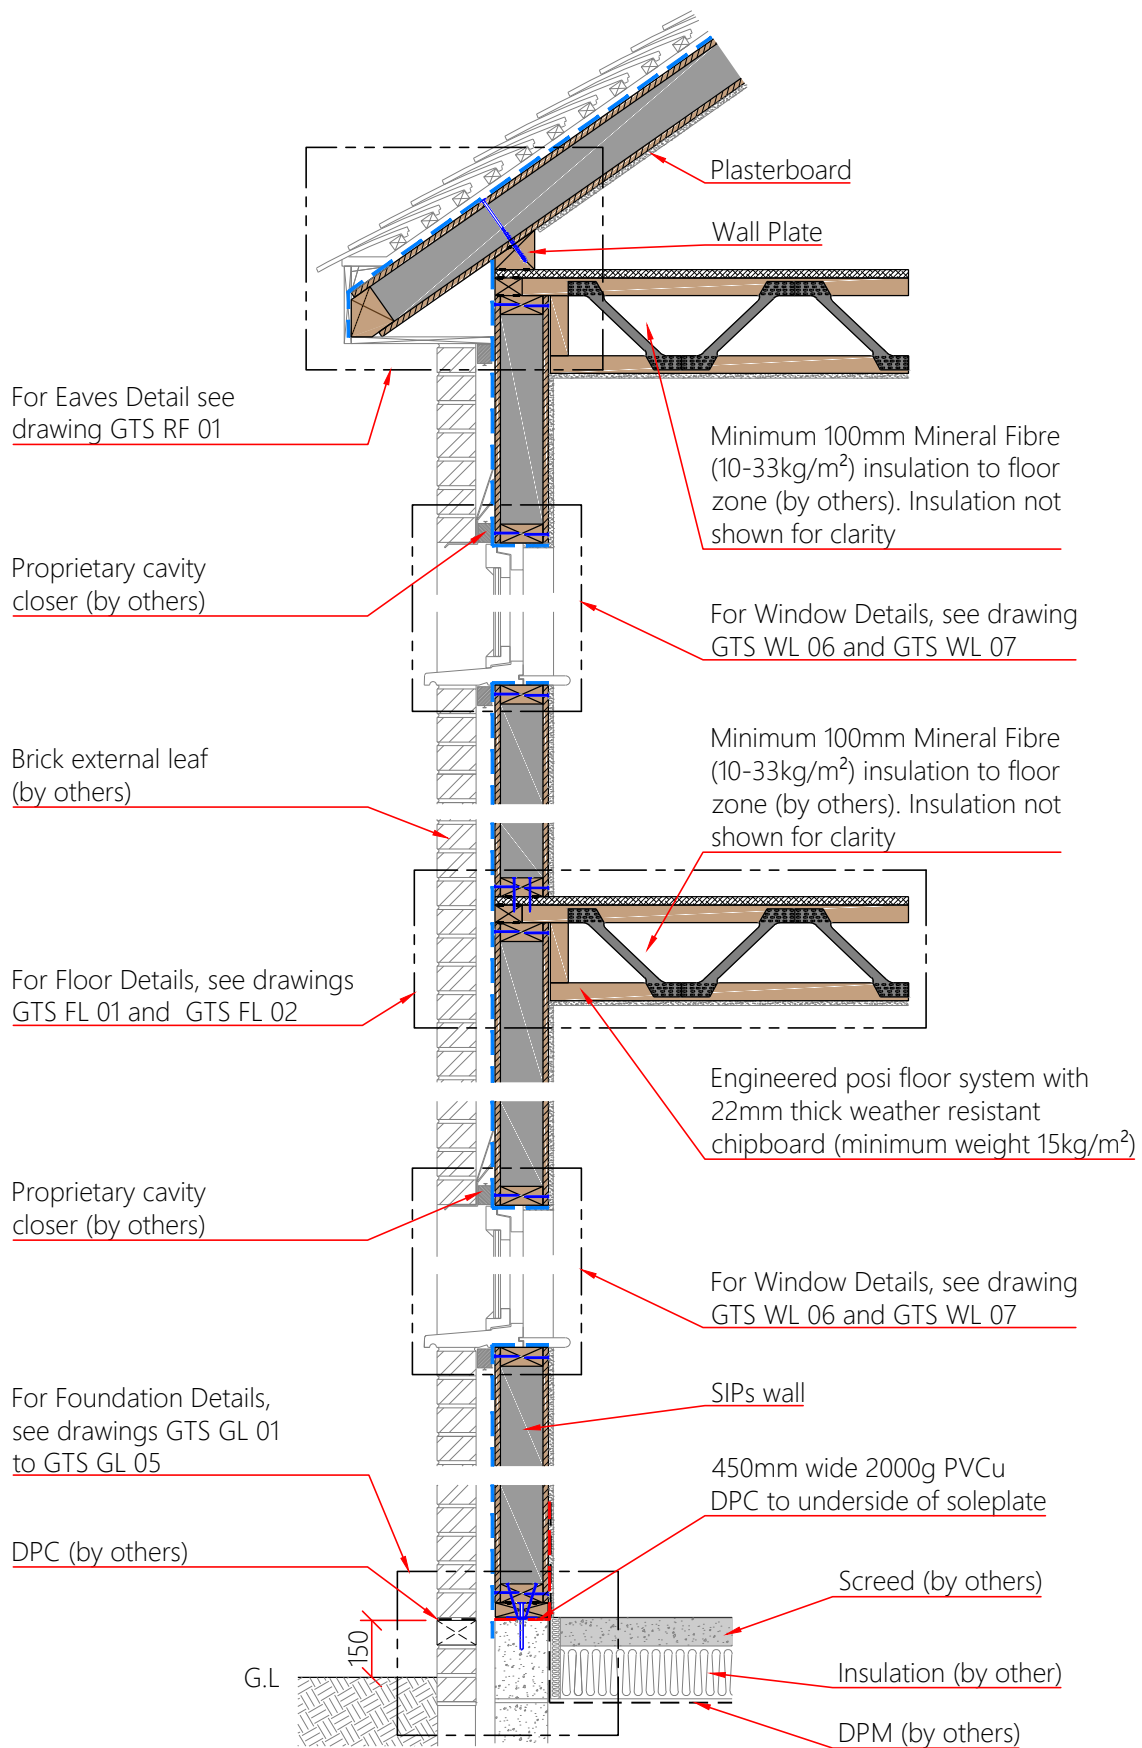 Plasterboard
Wall Plate
For Eaves Detail see
drawing GTS RF 01
Minimum 100mm Mineral Fibre
(10-33kg/m²) insulation to floor
zone (by others). Insulation not
shown for clarity
Proprietary cavity
closer (by others)
For Window Details, see drawing
GTS WL 06 and GTS WL 07
Brick external leaf
(by others)
Minimum 100mm Mineral Fibre
(10-33kg/m²) insulation to floor
zone (by others). Insulation not
shown for clarity
For Floor Details, see drawings
GTS FL 01 and GTS FL 02
Engineered posi floor system with
22mm thick weather resistant
chipboard (minimum weight 15kg/m²)
Proprietary cavity
closer (by others)
For Window Details, see drawing
GTS WL 06 and GTS WL 07
For Foundation Details,
see drawings GTS GL 01
to GTS GL 05
SIPs wall
450mm wide 2000g PVCu
DPC to underside of soleplate
DPC (by others)
Screed (by others)
150
G.L
Insulation (by other)
DPM (by others)